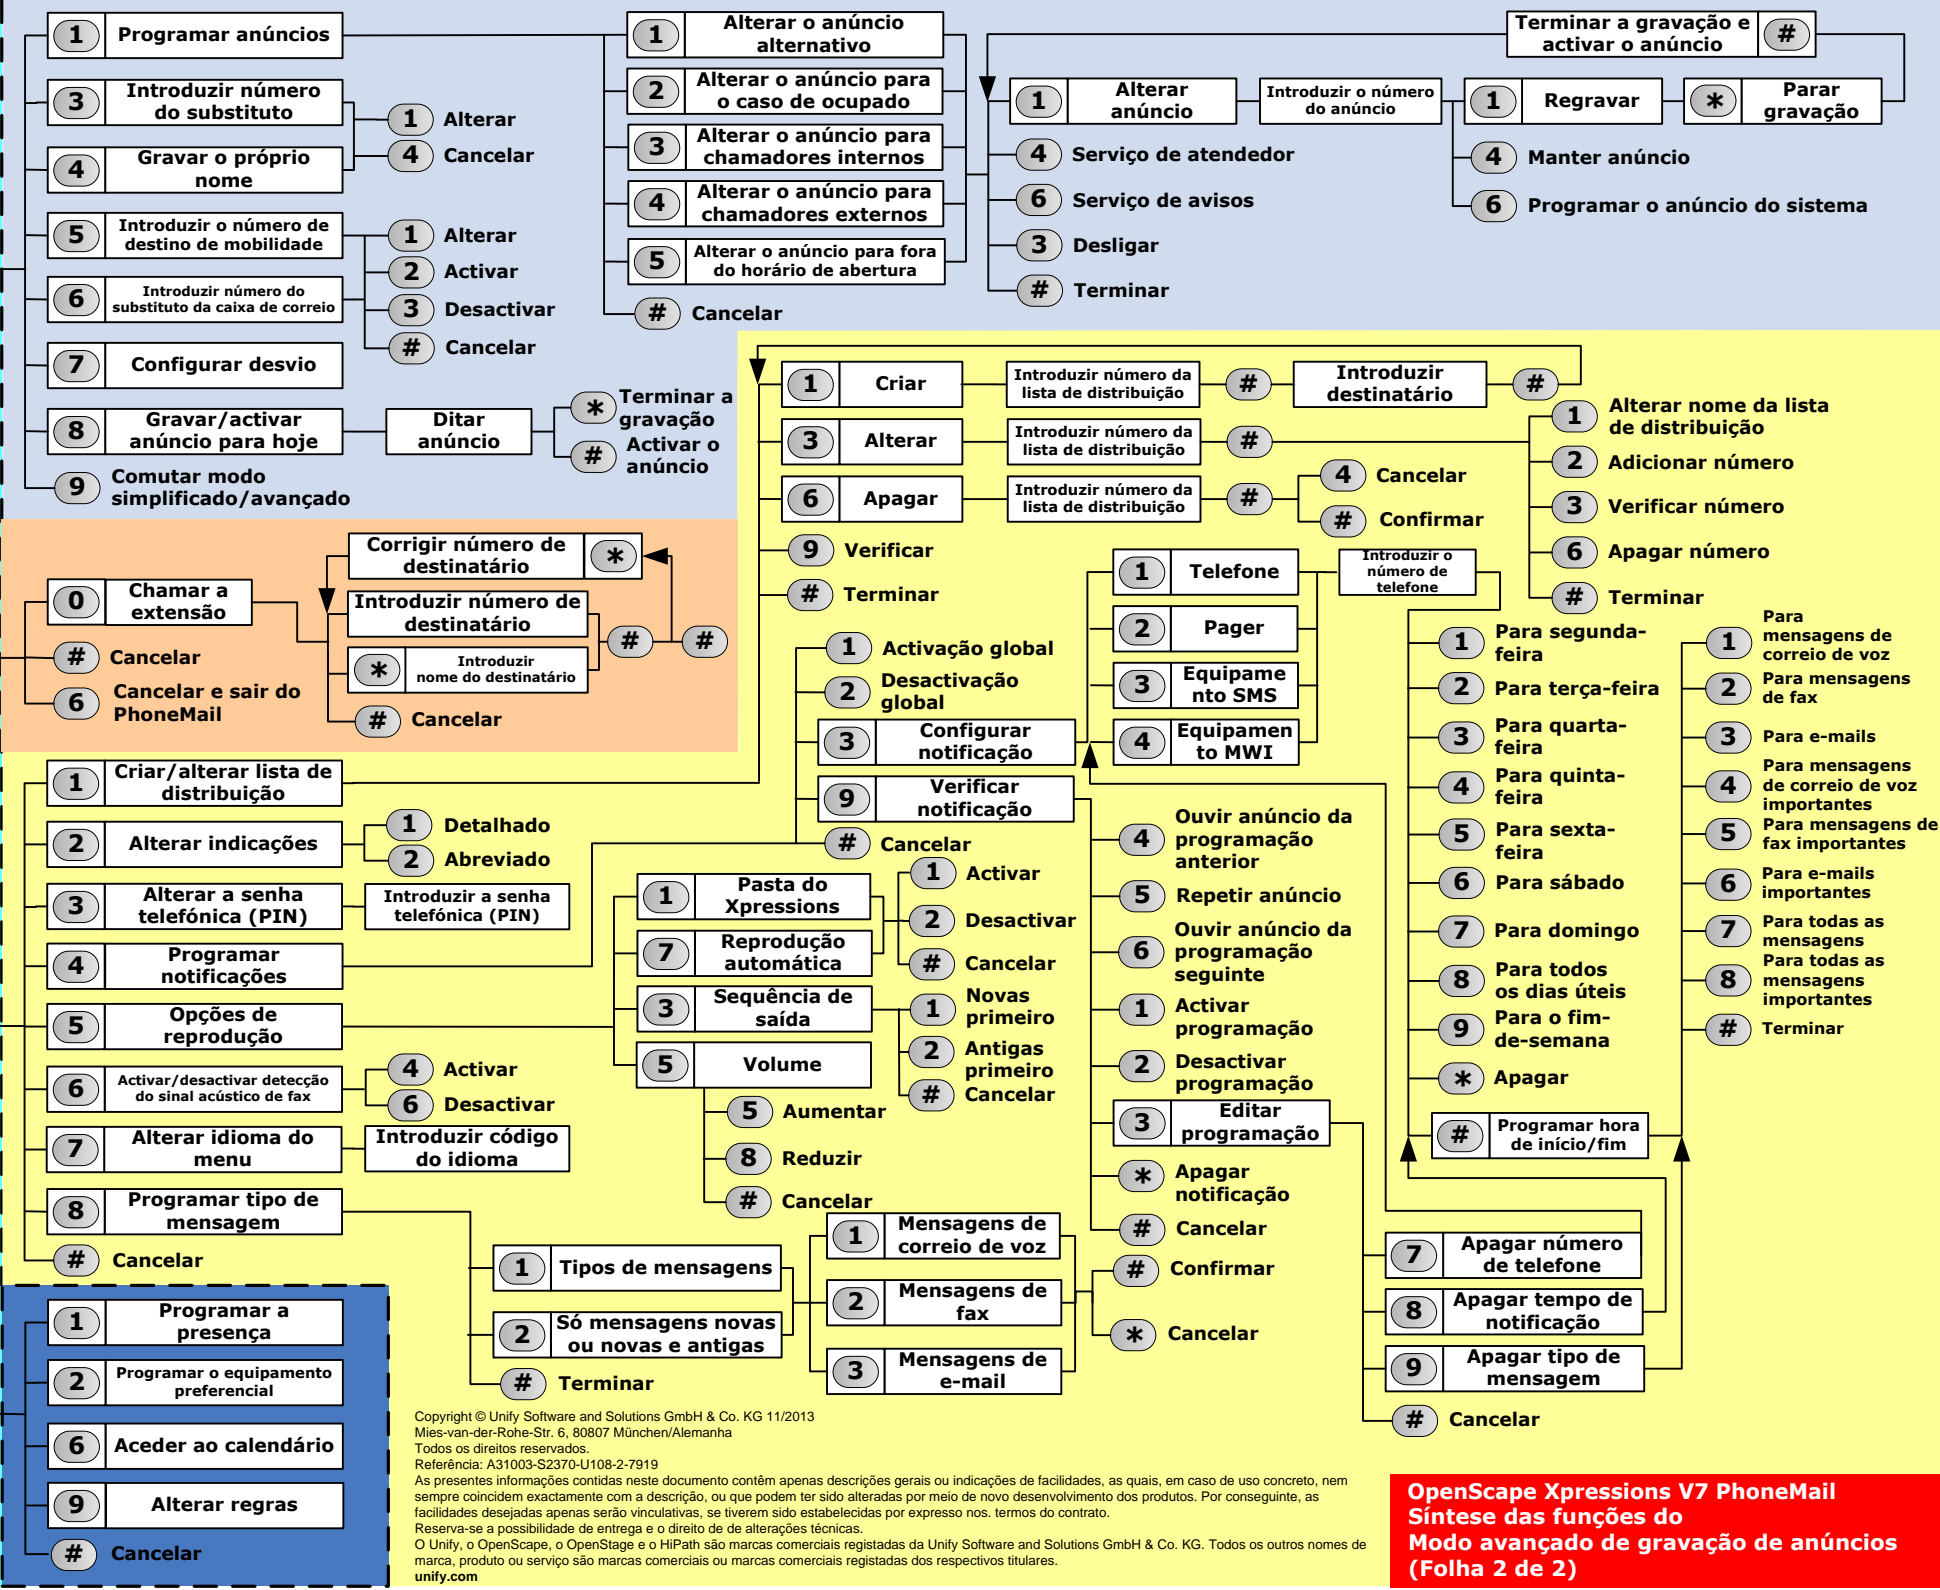 1 Programar anúncios
3 Introduzir número
do substituto
4 Gravar o próprio
nome
1 Alterar
4 Cancelar
5 Introduzir o número de
destino de mobilidade
6 Introduzir número do
substituto da caixa de correio
1 Alterar
2 Activar
3 Desactivar
# Cancelar
7 Configurar desvio
8 Gravar/activar
anúncio para hoje
Ditar
anúncio
* Terminar a
gravação
# Activar o
anúncio
9 Comutar modo
simplificado/avançado
1 Alterar o anúncio
alternativo
2 Alterar o anúncio para
o caso de ocupado
3 Alterar o anúncio para
chamadores internos
4 Alterar o anúncio para
chamadores externos
5 Alterar o anúncio para fora
do horário de abertura
# Cancelar
Terminar a gravação e
activar o anúncio #
1 Alterar
anúncio
Introduzir o número
do anúncio
1 Regravar
* Parar
gravação
4 Manter anúncio
6 Programar o anúncio do sistema
4 Serviço de atendedor
6 Serviço de avisos
3 Desligar
# Terminar
0 Chamar a
extensão
# Cancelar
6 Cancelar e sair do
PhoneMail
Corrigir número de
destinatário *
Introduzir número de
destinatário
* Introduzir
nome do destinatário
# #
# Cancelar
1 Criar
Introduzir número da
lista de distribuição
#
Introduzir
destinatário
#
3 Alterar
Introduzir número da
lista de distribuição
#
1 Alterar nome da lista
de distribuição
2 Adicionar número
3 Verificar número
6 Apagar número
# Terminar
6 Apagar
Introduzir número da
lista de distribuição
#
4 Cancelar
# Confirmar
9 Verificar
# Terminar
1 Criar/alterar lista de
distribuição
2 Alterar indicações
1 Detalhado
2 Abreviado
3 Alterar a senha
telefónica (PIN)
Introduzir a senha
telefónica (PIN)
4 Programar
notificações
5 Opções de
reprodução
6 Activar/desactivar detecção
do sinal acústico de fax
4 Activar
6 Desactivar
7 Alterar idioma do
menu
Introduzir código
do idioma
8 Programar tipo de
mensagem
# Cancelar
1 Activação global
2 Desactivação
global
3 Configurar
notificação
9 Verificar
notificação
# Cancelar
1 Telefone
2 Pager
3 Equipame
nto SMS
4 Equipamen
to MWI
Introduzir o
número de
telefone
1 Para segunda-
feira
2 Para terça-feira
3 Para quarta-
feira
4 Para quinta-
feira
5 Para sexta-
feira
6 Para sábado
7 Para domingo
8 Para todos
os dias úteis
9 Para o fim-
de-semana
* Apagar
# Programar hora
de início/fim
1 Para
mensagens de
correio de voz
2 Para mensagens
de fax
3 Para e-mails
4 Para mensagens
de correio de voz
importantes
5 Para mensagens de
fax importantes
6 Para e-mails
importantes
7 Para todas as
mensagens
8 Para todas as
mensagens
importantes
# Terminar
1 Pasta do
Xpressions
7 Reprodução
automática
1 Activar
2 Desactivar
# Cancelar
3 Sequência de
saída
1 Novas
primeiro
2 Antigas
primeiro
# Cancelar
5 Volume
5 Aumentar
8 Reduzir
# Cancelar
4 Ouvir anúncio da
programação
anterior
5 Repetir anúncio
6 Ouvir anúncio da
programação
seguinte
1 Activar
programação
2 Desactivar
programação
3 Editar
programação
* Apagar
notificação
# Cancelar
7 Apagar número
de telefone
8 Apagar tempo de
notificação
9 Apagar tipo de
mensagem
# Cancelar
1 Tipos de mensagens
2 Só mensagens novas
ou novas e antigas
# Terminar
1 Mensagens de
correio de voz
2 Mensagens de
fax
3 Mensagens de
e-mail
# Confirmar
* Cancelar
1 Programar a
presença
2 Programar o equipamento
preferencial
6 Aceder ao calendário
9 Alterar regras
# Cancelar
Copyright © Unify Software and Solutions GmbH & Co. KG 11/2013
Mies-van-der-Rohe-Str. 6, 80807 München/Alemanha
Todos os direitos reservados.
Referência: A31003-S2370-U108-2-7919
As presentes informações contidas neste documento contêm apenas descrições gerais ou indicações de facilidades, as quais, em caso de uso concreto, nem
sempre coincidem exactamente com a descrição, ou que podem ter sido alteradas por meio de novo desenvolvimento dos produtos. Por conseguinte, as
facilidades desejadas apenas serão vinculativas, se tiverem sido estabelecidas por expresso nos. termos do contrato.
Reserva-se a possibilidade de entrega e o direito de de alterações técnicas.
O Unify, o OpenScape, o OpenStage e o HiPath são marcas comerciais registadas da Unify Software and Solutions GmbH & Co. KG. Todos os outros nomes de
marca, produto ou serviço são marcas comerciais ou marcas comerciais registadas dos respectivos titulares.
unify.com
OpenScape Xpressions V7 PhoneMail
Síntese das funções do
Modo avançado de gravação de anúncios
(Folha 2 de 2)